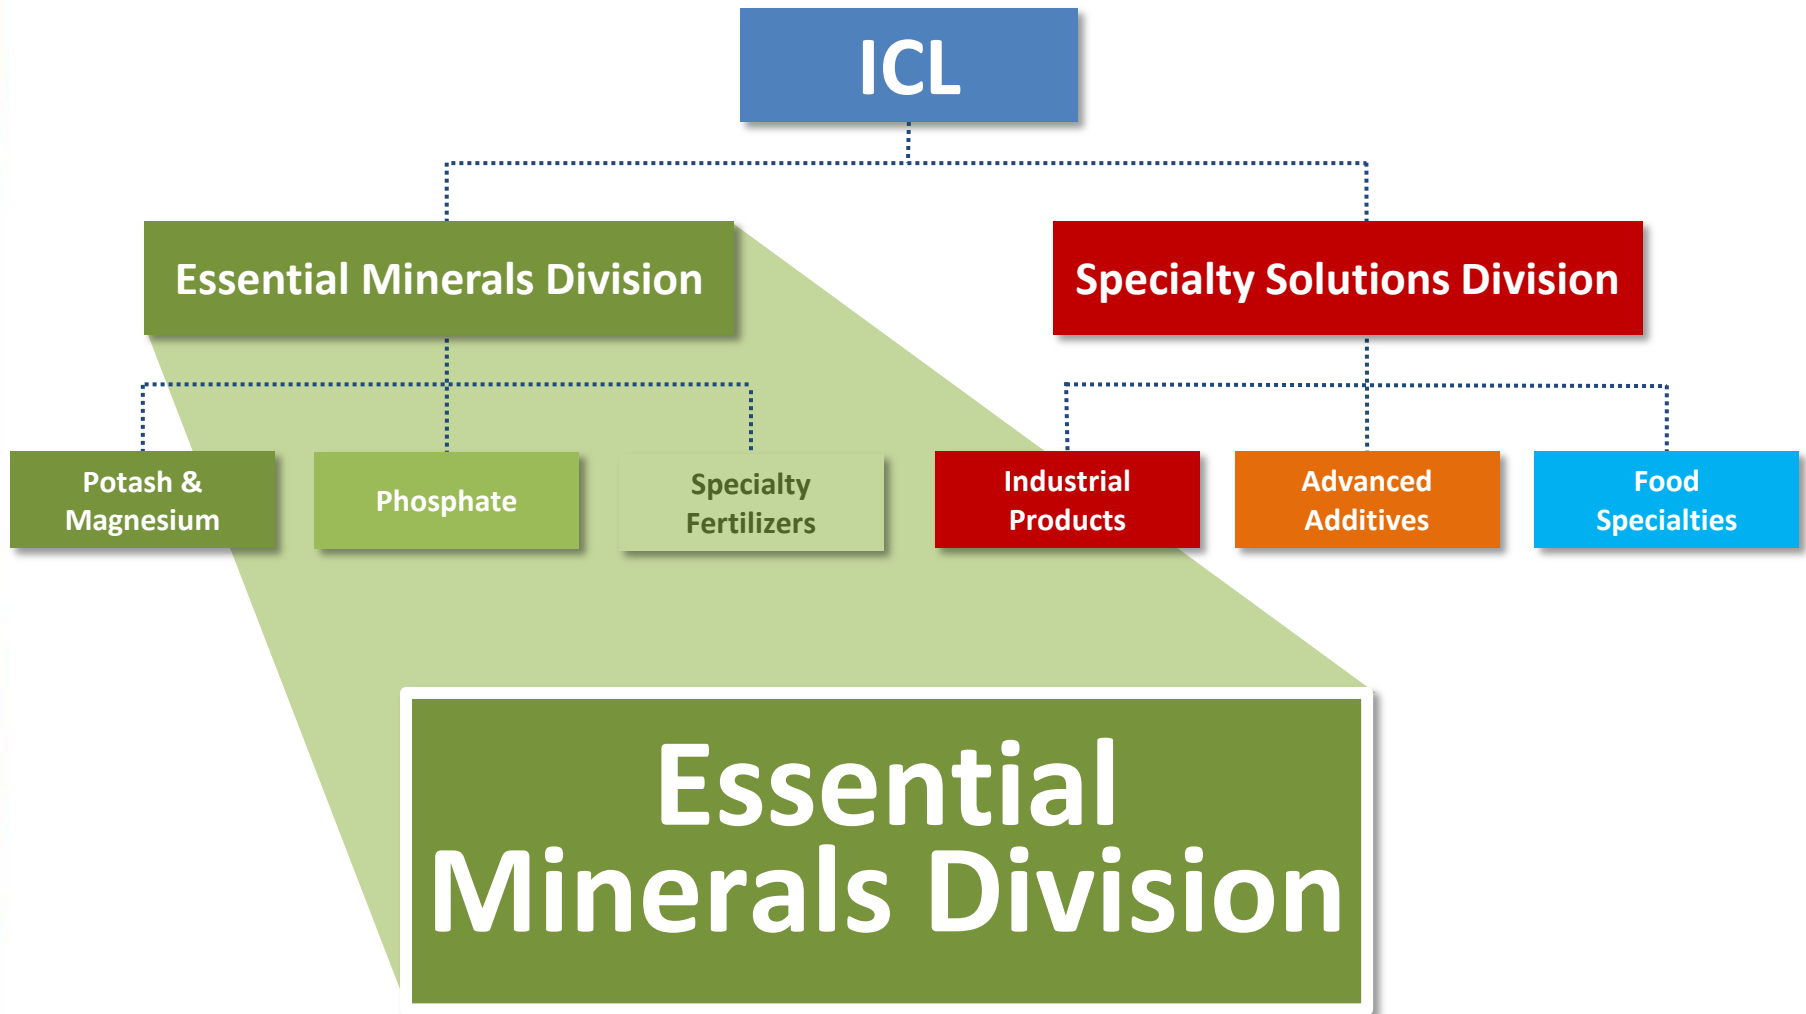 ICL
Essential Minerals Division
Specialty Solutions Division
Potash &
Magnesium
Phosphate
Specialty
Fertilizers
Industrial
Products
Advanced
Additives
Food
Specialties
Essential
Minerals Division